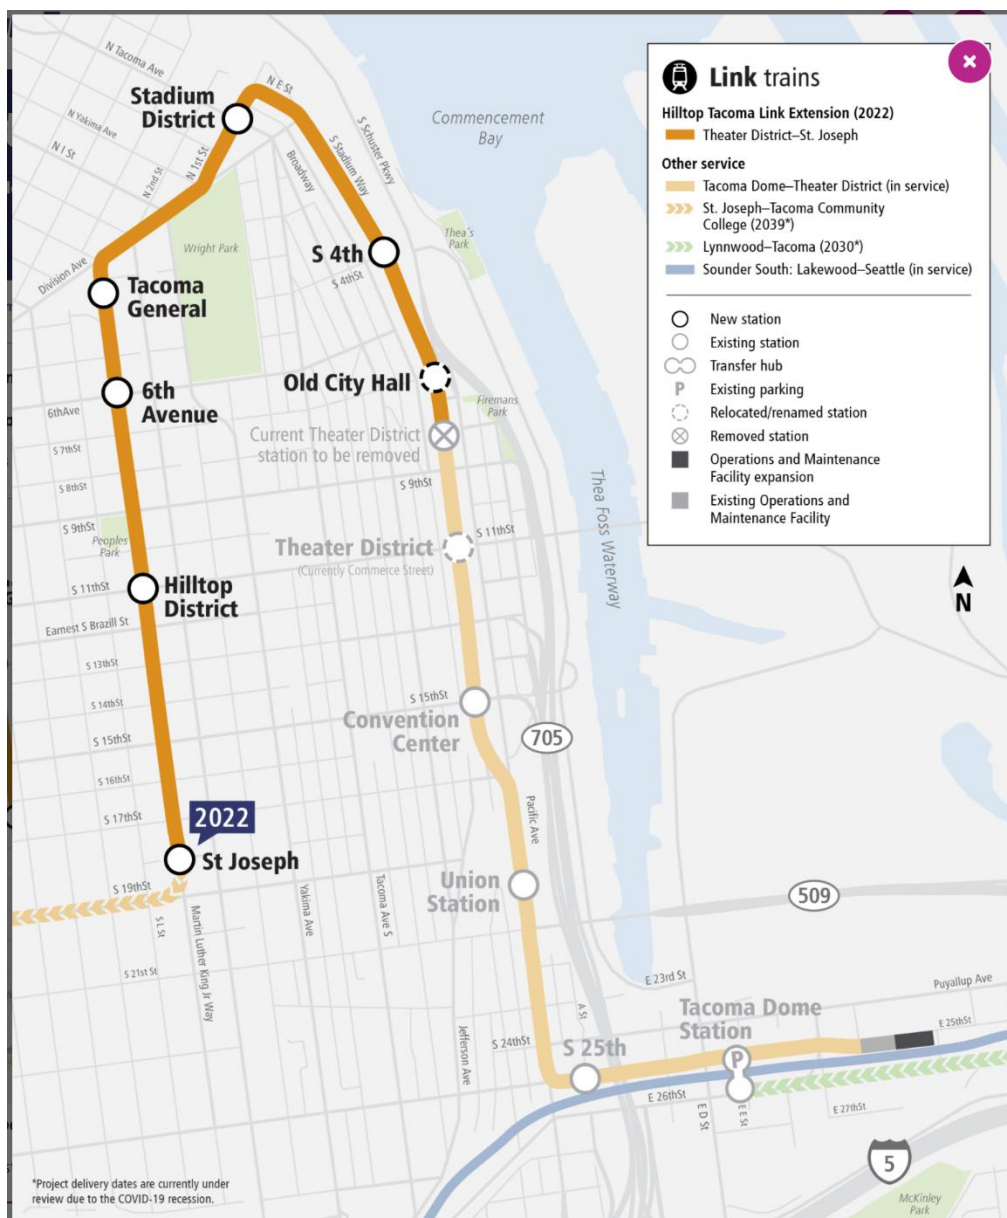 Link trains
Hilltop Tacoma Link Extension (2022)
Theater District–St. Joseph
Other service
Tacoma Dome–Theater District (in service)
St. Joseph–Tacoma Community
College (2039*)
Lynnwood–Tacoma (2030*)
Sounder South: Lakewood–Seattle (in service)
New station
Existing station
Transfer hub
P
Existing parking
Relocated/renamed station
Removed station
Operations and Maintenance
Facility expansion
Existing Operations and
Maintenance Facility
N
N Tacoma Ave
N E St
Stadium
District
N Yakima Ave
N I St
N 2nd St
N 1st St
Broadway
S Stadium Way
S Schuster Pkwy
Commencement
Bay
Division Ave
Wright Park
Thea's
Park
S 4th
S 4thSt
Tacoma
General
Old City Hall
6th
Avenue
6thAve
Firemans
Park
S 7thSt
Current Theater District
station to be removed
S 8thSt
S 9thSt
S 9thSt
Peoples
Park
S 11thSt
Theater District
(Currently Commerce Street)
Thea Foss Waterway
S 11thSt
Hilltop
District
Earnest S Brazill St
S 13thSt
S 14thSt
S 15thSt
S 15thSt
Convention
Center
705
S 16thSt
S 17thSt
2022
St Joseph
Pacific Ave
S 19thSt
Union
Station
509
S L St
Martin Luther King Jr Way
Yakima Ave
Tacoma Ave S
S 21st St
E 23rd St
Puyallup Ave
A St
Tacoma Dome
Station
E 25thSt
Jefferson Ave
S 24thSt
S 25th
P
E 26thSt
E D St
E E St
E 27thSt
5
McKinley
Park
*Project delivery dates are currently under
review due to the COVID-19 recession.